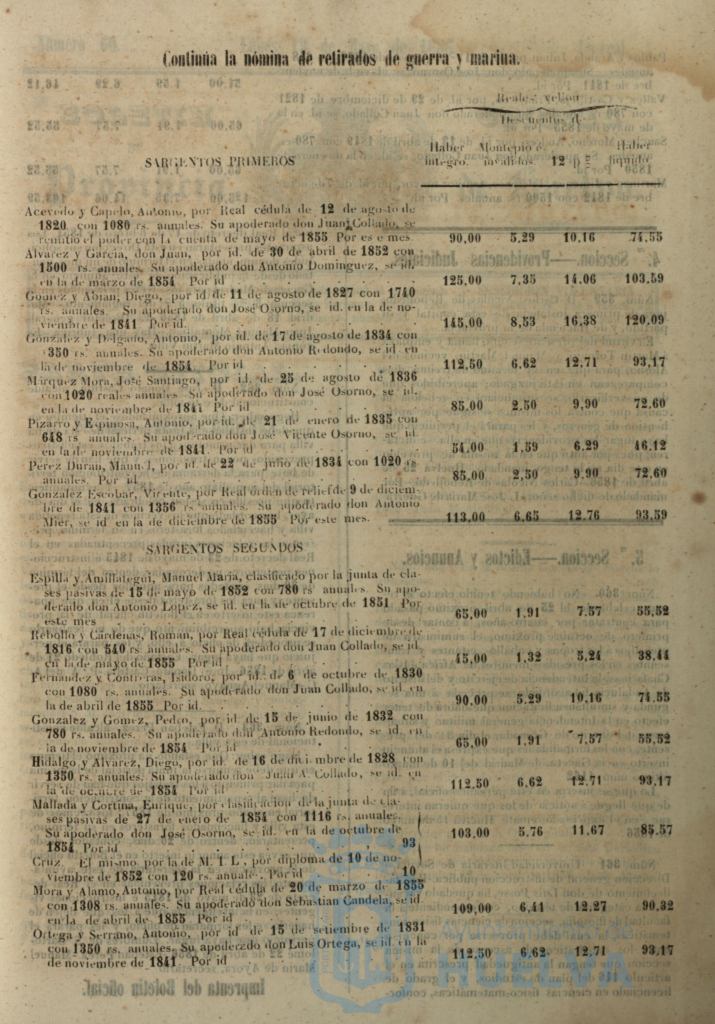 Continúa la nómina de retirados de guerra y marina.
Reales vellon
Descuentos de
Haber íntegro. Montepío é inválidos. 12 p% Haber líquido.
SARGENTOS PRIMEROS
Acevedo y Capelo, Antonio, por Real cédula de 12 de agosto de
1820 con 1080 rs. annales. Su apoderado don Juan Collado, se
remitió el poder con la cuenta de mayo de 1855 Por es e mes 90,00 5,29 10,16 74,55
Alvarez y García, don Juan, por id. de 30 de abril de 1852 con
1500 rs. anuales. Su apoderado don Antonio Dominguez, se id.
en la de marzo de 1854 Por id 125,00 7,35 14.06 103,59
Gomez y Abian, Diego, por id. de 11 de agosto de 1827 con 1740
rs. anuales. Su apoderado don José Osorno, se id. en la de no-
viembre de 1841 Por id. 145,00 8,53 16,38 120,09
González y Delgado, Antonio, por id. de 17 de agosto de 1834 con
1350 rs. anuales. Su apoderado don Antonio Redondo, se id. en
la de noviembre de 1854. Por id 112,50 6,62 12,71 93,17
Márquez Mora, José Santiago, por id. de 25 de agosto de 1836
con 1020 reales anuales Su apoderado don José Osorno, se id.
en la de noviembre de 1841 Por id 85,00 2,50 9,90 72,60
Pizarro y Espinosa, Antonio, por id. de 21 de enero de 1835 con
648 rs anuales. Su apoderado don José Vicente Osorno, se id.
en la de noviembre de 1841. Por id 54,00 1,59 6.29 46,12
Pérez Duran, Manuel, por id. de 22 de julio de 1834 con 1020 rs
anuales. Por id 85,00 2,50 9,90 72,60
González Escobar, Vicente, por Real órden de relief de 9 de diciem-
bre de 1841 con 1356 rs anuales. Su apoderado don Antonio
Mier, se id en la de diciembre de 1855 Por este mes. 113,00 6,65 12,76 93,59
SARGENTOS SEGUNDOS
Espilla y Amillategui, Manuel María, clasificado por la junta de cla-
ses pasivas de 15 de mayo de 1852 con 780 rs anuales. Su apo-
derado don Antonio Lopez, se id. en la de octubre de 1851 Por
este mes 65,00 1,91 7,57 55,52
Rebollo y Cárdenas, Roman, por Real cédula de 17 de diciembre de
1816 con 540 rs. anuales. Su apoderado don Juan Collado, se id.
en la de mayo de 1855 Por id 45,00 1,32 5,24 38,44
Fernandez y Contreras, Isidoro, por id. de 6 de octubre de 1830
con 1080 rs. anuales. Su apoderado don Juan Collado, se id en
la de abril de 1855 Por id. 90,00 5,29 10,16 74,55
Gonzalez y Gomez, Pedro, por id. de 15 de junio de 1832 con
780 rs. anuales. Su apoderado don Antonio Redondo, se id. en
la de noviembre de 1854 Por id 65,00 1,91 7,57 55,52
Hidalgo y Alvarez, Diego, por id. de 16 de diciembre de 1828 con
1350 rs. anuales. Su apoderado don Juan A. Collado, se id. en
la de octubre de 1854 Por id 112,50 6,62 12,71 93,17
Mallada y Cortina, Enrique, por clasificacion de la junta de cla-
ses pasivas de 27 de enero de 1854 con 1116 rs. anuales.
Su apoderado don José Osorno, se id. en la de octubre de
1854 Por id 93 103,00 5,76 11,67 85,57
Cruz. El mismo por la de M. I. L., por diploma de 10 de no-
viembre de 1852 con 120 rs anuales. Por id 10
Mora y Alamo, Antonio, por Real cédula de 20 de marzo de 1855
con 1308 rs. anuales. Su apoderado don Sebastian Candela, se id
en la de abril de 1855 Por id 109,00 6,41 12,27 90,32
Ortega y Serrano, Antonio, por id de 15 de setiembre de 1831
con 1350 rs. anuales. Su apoderado don Luis Ortega, se id. en la
de noviembre de 1841. Por id 112,50 6,62 12,71 93,17
Ayuntamiento de
HUELVA